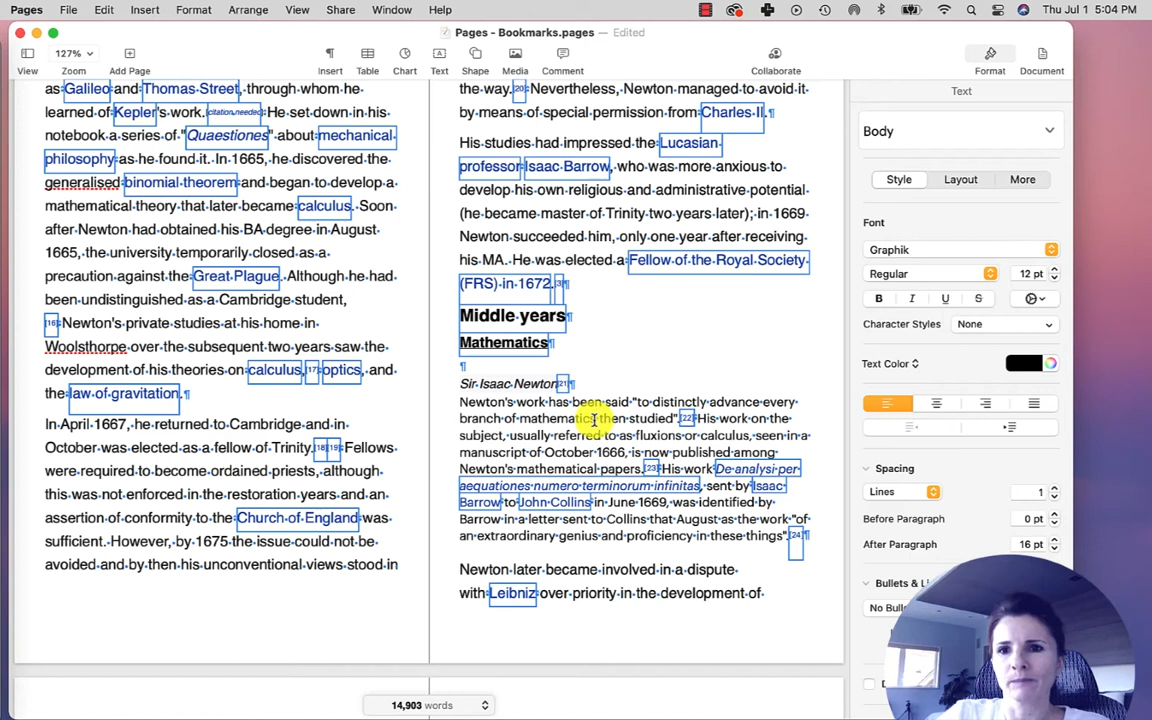 Pages File Edit Insert Format Arrange View Share Window Help Thu Jul 1 5:04 PM
Pages - Bookmarks.pages — Edited
127%
View Zoom Add Page Insert Table Chart Text Shape Media Comment Collaborate Format Document
as Galileo and Thomas Street, through whom he
learned of Kepler's work.[citation needed] He set down in his
notebook a series of "Quaestiones" about mechanical
philosophy as he found it. In 1665, he discovered the
generalised binomial theorem and began to develop a
mathematical theory that later became calculus. Soon
after Newton had obtained his BA degree in August
1665, the university temporarily closed as a
precaution against the Great Plague. Although he had
been undistinguished as a Cambridge student,
[16] Newton's private studies at his home in
Woolsthorpe over the subsequent two years saw the
development of his theories on calculus,[17] optics, and
the law of gravitation.¶
In April 1667, he returned to Cambridge and in
October was elected as a fellow of Trinity.[18][19] Fellows
were required to become ordained priests, although
this was not enforced in the restoration years and an
assertion of conformity to the Church of England was
sufficient. However, by 1675 the issue could not be
avoided and by then his unconventional views stood in
the way.[20] Nevertheless, Newton managed to avoid it
by means of special permission from Charles II.¶
His studies had impressed the Lucasian
professor Isaac Barrow, who was more anxious to
develop his own religious and administrative potential
(he became master of Trinity two years later); in 1669
Newton succeeded him, only one year after receiving
his MA. He was elected a Fellow of the Royal Society
(FRS) in 1672.[3]¶
Middle years¶
Mathematics¶
¶
Sir Isaac Newton[21]¶
Newton's work has been said "to distinctly advance every
branch of mathematics then studied".[22] His work on the
subject, usually referred to as fluxions or calculus, seen in a
manuscript of October 1666, is now published among
Newton's mathematical papers.[23] His work De analysi per
aequationes numero terminorum infinitas, sent by Isaac
Barrow to John Collins in June 1669, was identified by
Barrow in a letter sent to Collins that August as the work "of
an extraordinary genius and proficiency in these things".[24]¶
Newton later became involved in a dispute
with Leibniz over priority in the development of
14,903 words
Text
Body
Style Layout More
Font
Graphik
Regular 12 pt
B I U S
Character Styles None
Text Color
Spacing
Lines 1
Before Paragraph 0 pt
After Paragraph 16 pt
Bullets & Li
No Bull